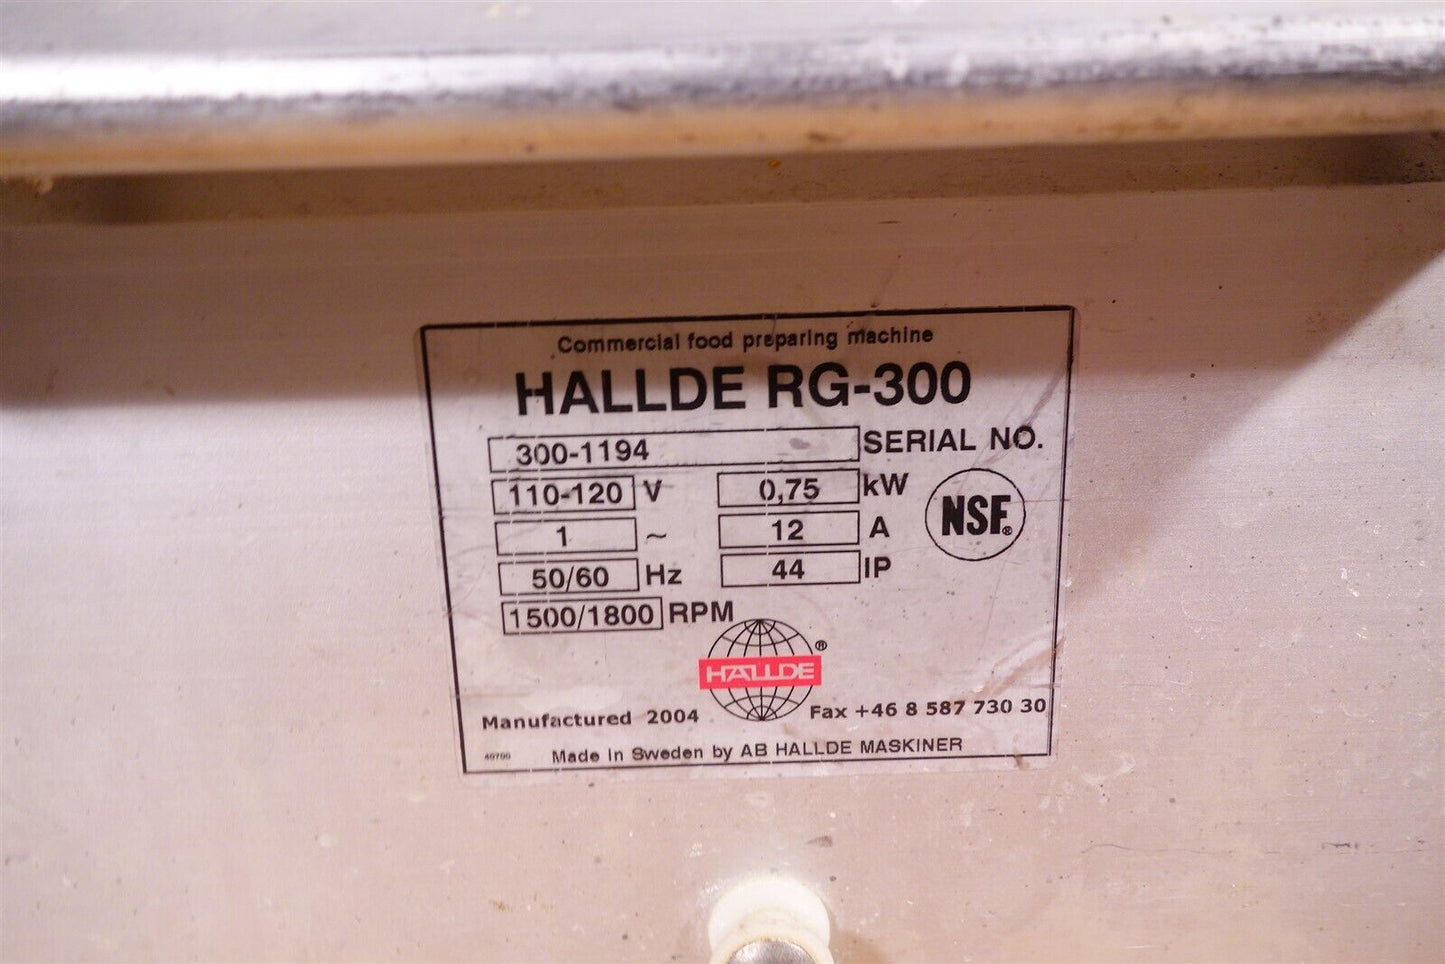 Commercial food preparing machine
HALLDE RG-300
300-1194 SERIAL NO.
110-120 V 0,75 kW
1 ~ 12 A
NSF®
50/60 Hz 44 IP
1500/1800 RPM
HALLDE ®
Manufactured 2004 Fax +46 8 587 730 30
40700 Made in Sweden by AB HALLDE MASKINER